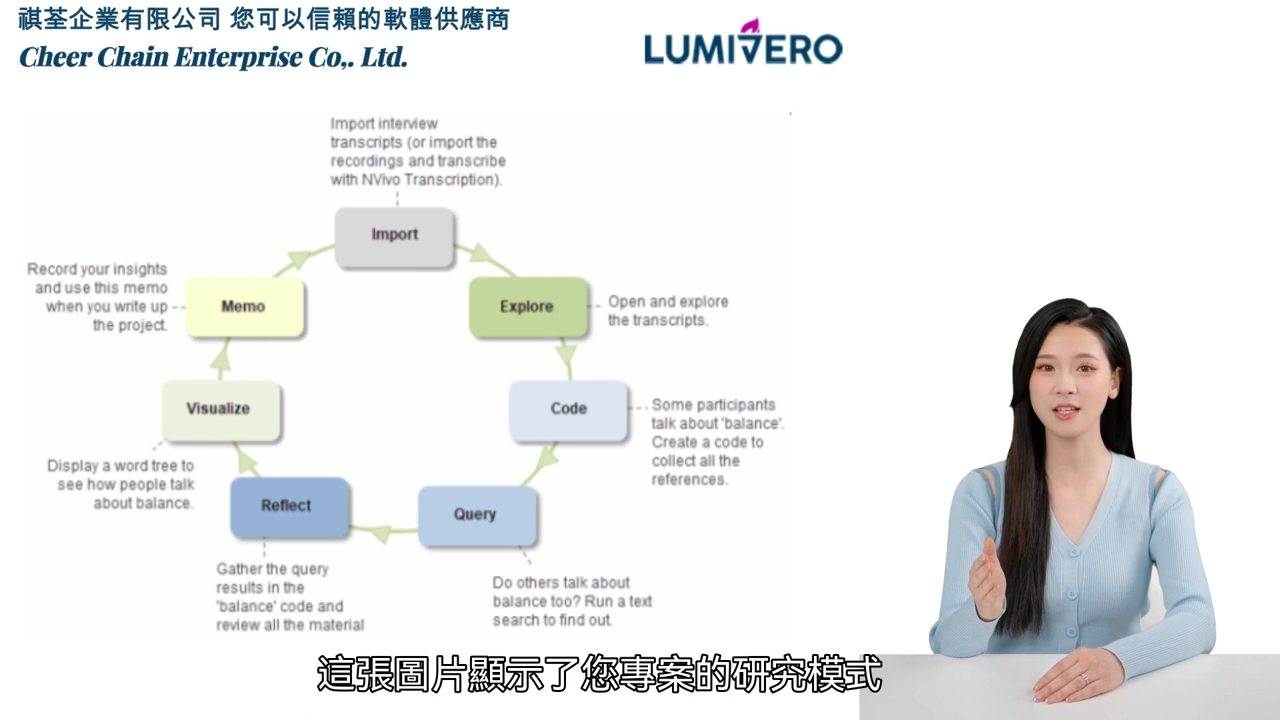 祺荃企業有限公司 您可以信賴的軟體供應商
Cheer Chain Enterprise Co,. Ltd.
LUMIVERO
Import interview
transcripts (or import the
recordings and transcribe
with NVivo Transcription).
Import
Record your insights
and use this memo
when you write up
the project.
Memo
Explore
Open and explore
the transcripts.
Visualize
Code
Some participants
talk about 'balance'.
Create a code to
collect all the
references.
Display a word tree to
see how people talk
about balance.
Reflect
Query
Gather the query
results in the
'balance' code and
review all the material
Do others talk about
balance too? Run a text
search to find out.
這張圖片顯示了您專案的研究模式